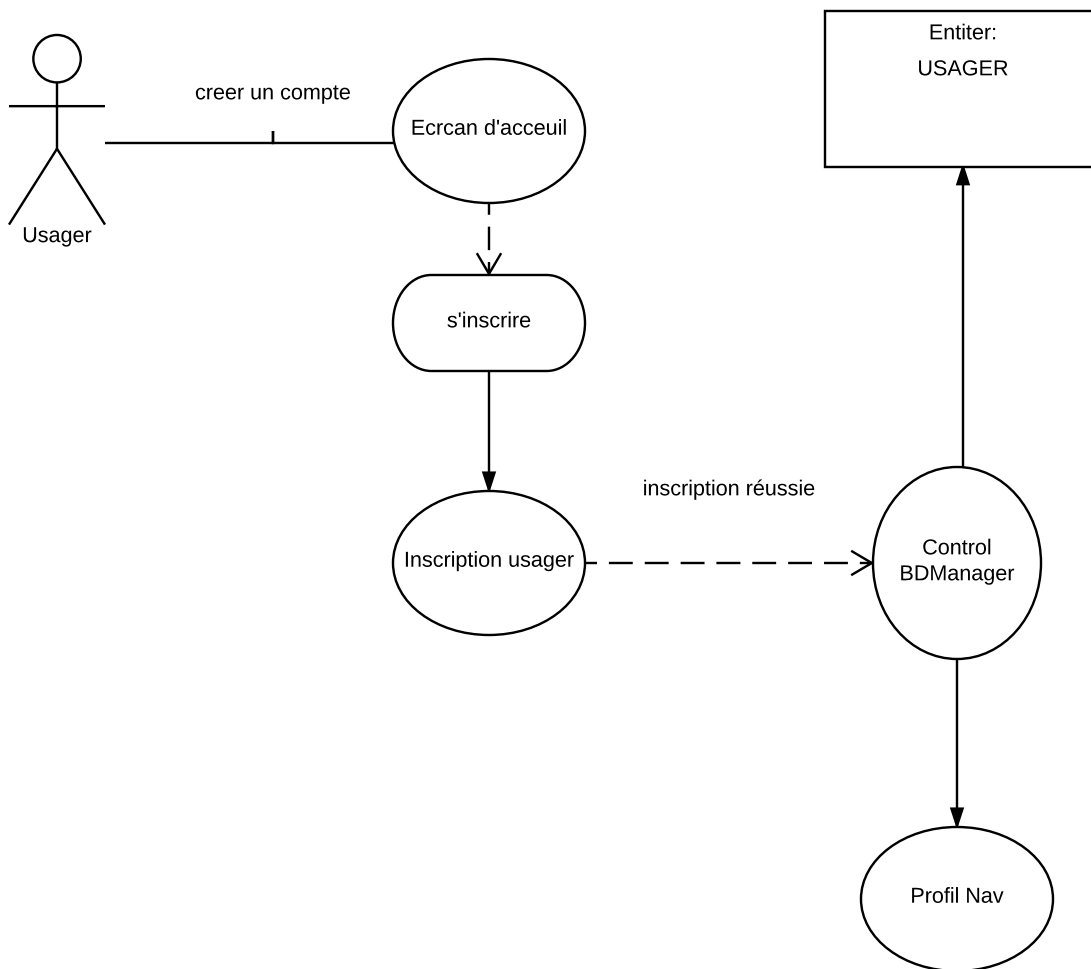 Entiter:
USAGER
creer un compte
Ecrcan d'acceuil
Usager
s'inscrire
inscription réussie
Inscription usager
Control
BDManager
Profil Nav